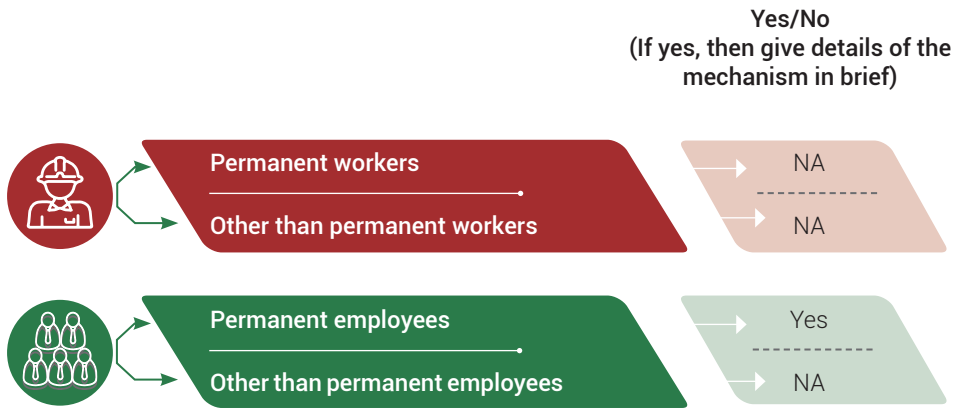 Yes/No
(If yes, then give details of the
mechanism in brief)
Permanent workers
NA
Other than permanent workers
NA
Permanent employees
Yes
Other than permanent employees
NA